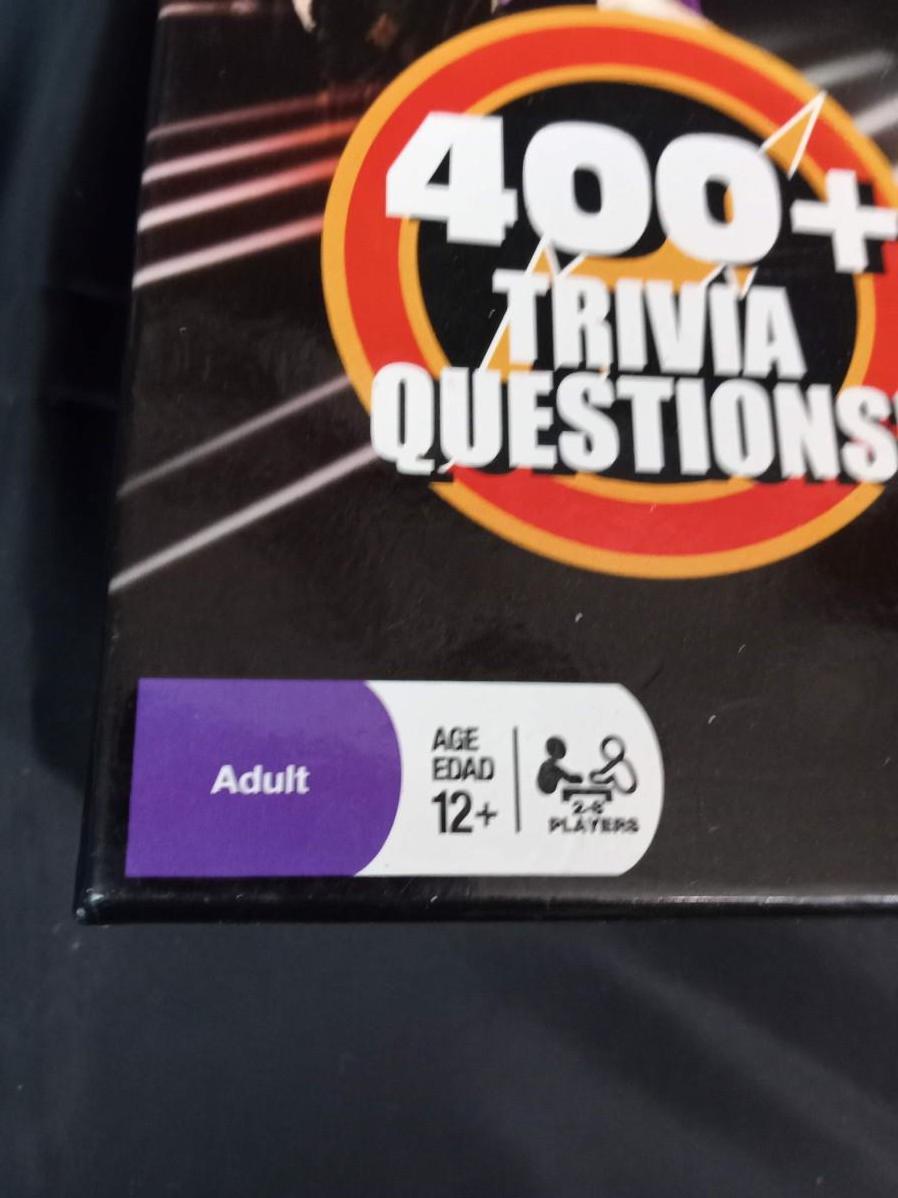 400+
TRIVIA
QUESTIONS
Adult
AGE
EDAD
12+
PLAYERS